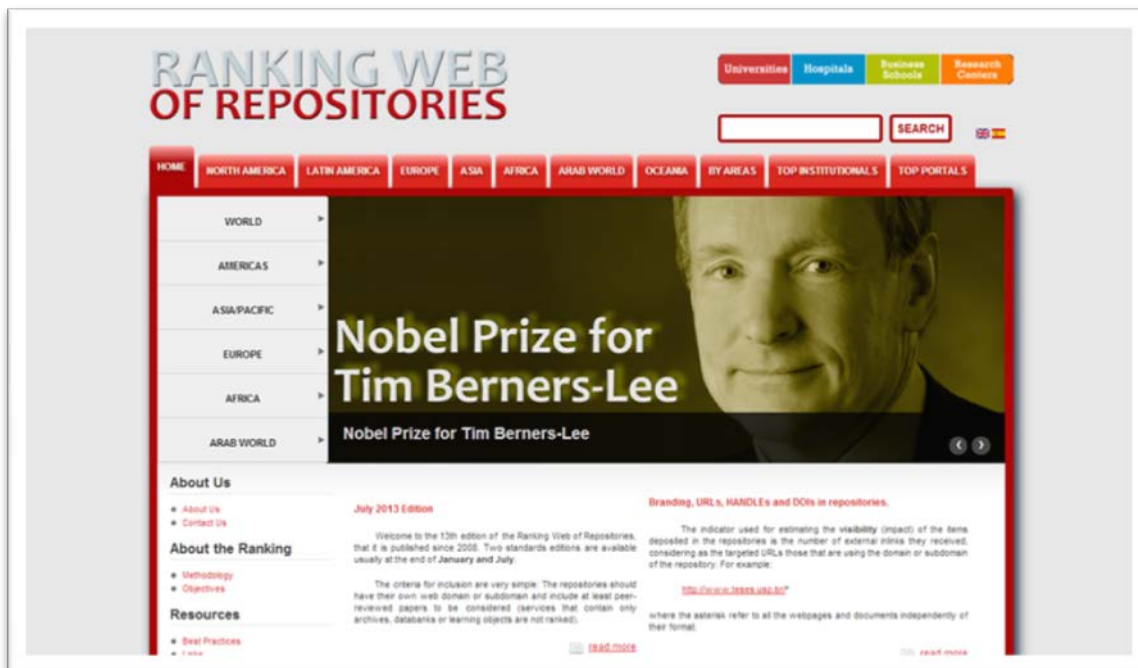 RANKING WEB
OF REPOSITORIES
Universities Hospitals Business Schools Research Centers
SEARCH
HOME NORTH AMERICA LATIN AMERICA EUROPE ASIA AFRICA ARAB WORLD OCEANIA BY AREAS TOP INSTITUTIONALS TOP PORTALS
WORLD
AMERICAS
ASIA/PACIFIC
EUROPE
AFRICA
ARAB WORLD
Nobel Prize for
Tim Berners-Lee
Nobel Prize for Tim Berners-Lee
About Us
About Us
Contact Us
About the Ranking
Methodology
Objectives
Resources
Best Practices
Links
July 2013 Edition
Welcome to the 13th edition of the Ranking Web of Repositories,
that it is published since 2008. Two standards editions are available
usually at the end of January and July.
The criteria for inclusion are very simple: The repositories should
have their own web domain or subdomain and include at least peer-
reviewed papers to be considered (services that contain only
archives, databanks or learning objects are not ranked).
read more
Branding, URLs, HANDLEs and DOIs in repositories.
The indicator used for estimating the visibility (impact) of the items
deposited in the repositories is the number of external inlinks they received,
considering as the targeted URLs those that are using the domain or subdomain
of the repository. For example:
http://www.teses.usp.br/*
where the asterisk refer to all the webpages and documents independently of
their format.
read more